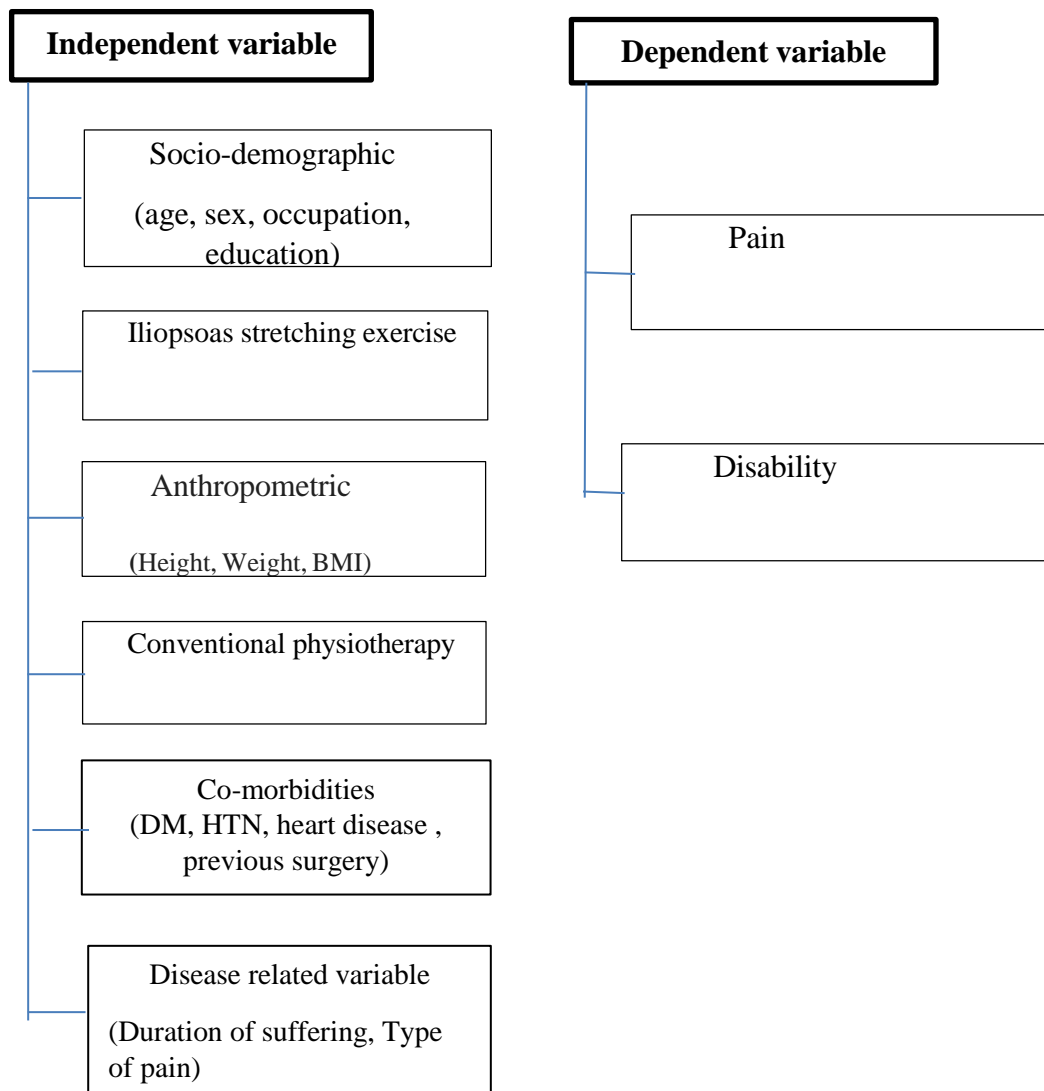 Independent variable
Socio-demographic
(age, sex, occupation,
education)
Iliopsoas stretching exercise
Anthropometric
(Height, Weight, BMI)
Conventional physiotherapy
Co-morbidities
(DM, HTN, heart disease ,
previous surgery)
Disease related variable
(Duration of suffering, Type
of pain)
Dependent variable
Pain
Disability